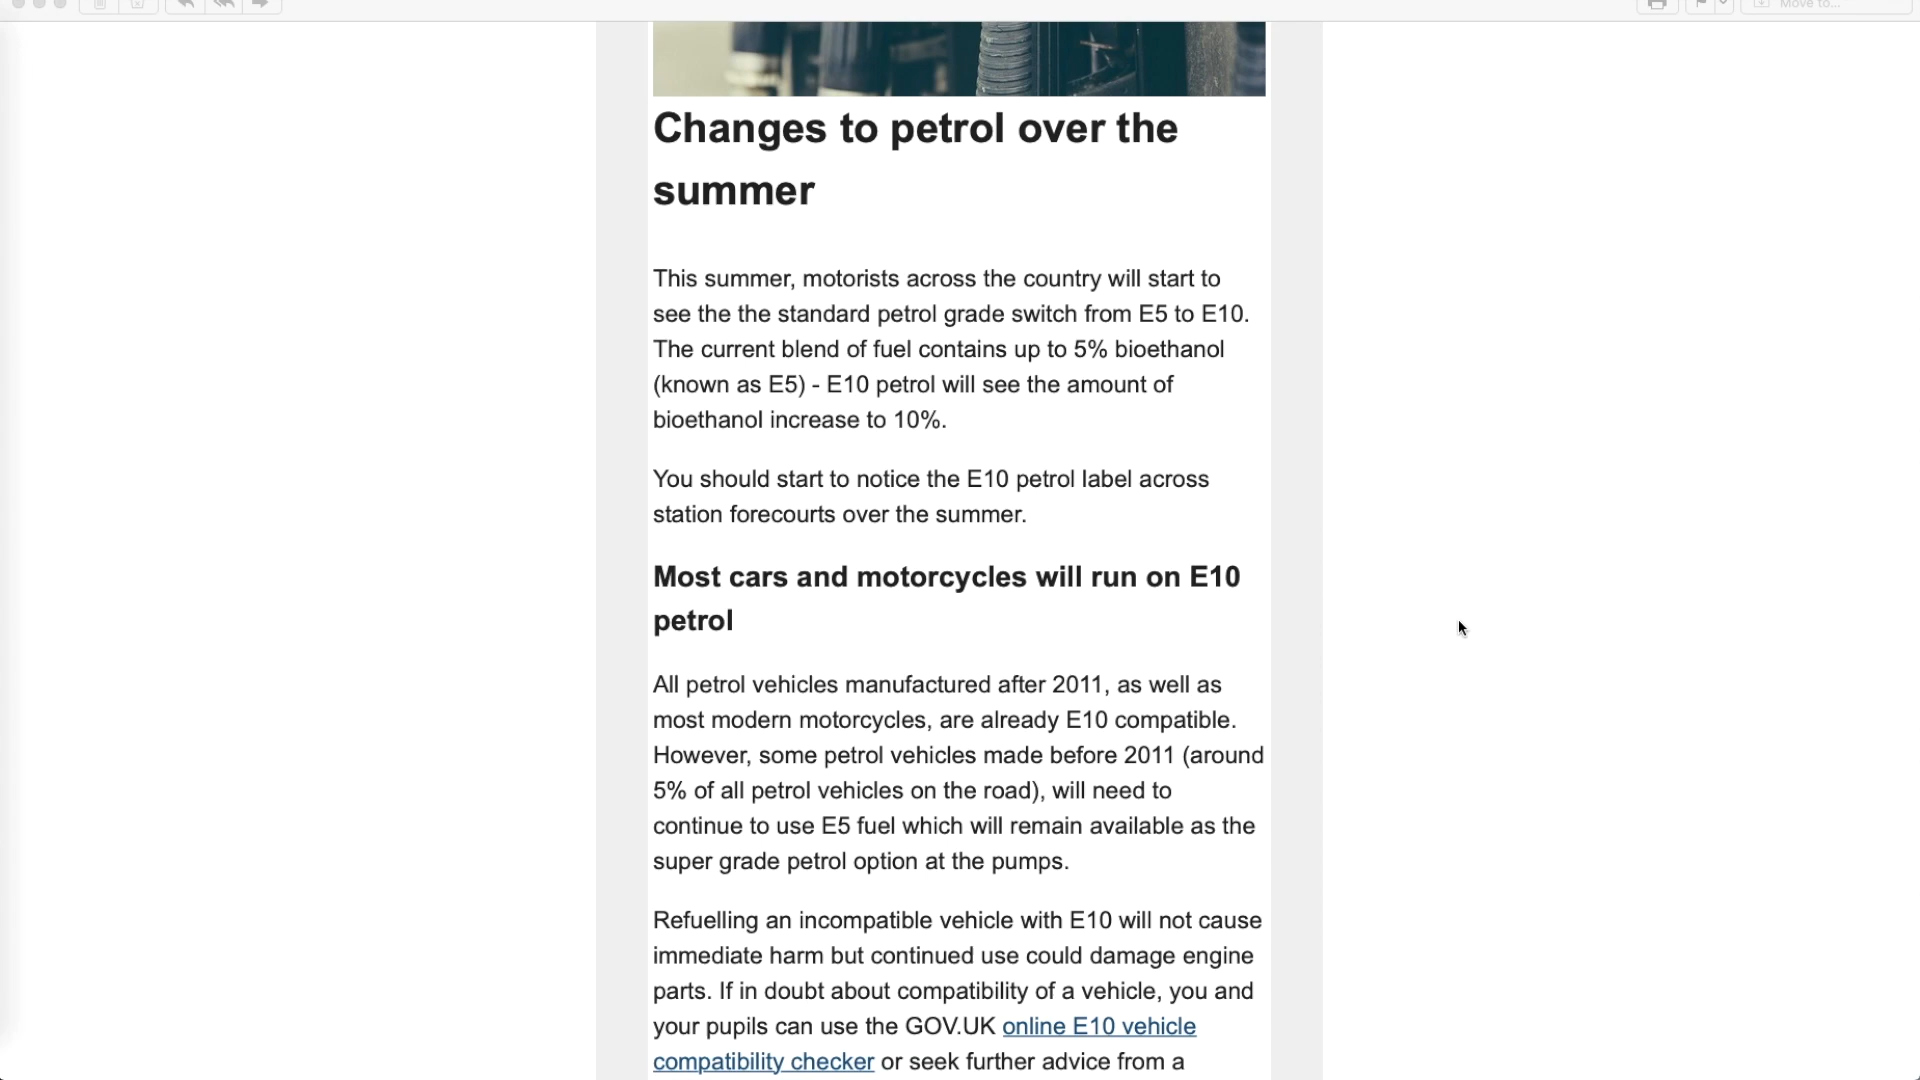 Move to...
Changes to petrol over the
summer
This summer, motorists across the country will start to
see the the standard petrol grade switch from E5 to E10.
The current blend of fuel contains up to 5% bioethanol
(known as E5) - E10 petrol will see the amount of
bioethanol increase to 10%.
You should start to notice the E10 petrol label across
station forecourts over the summer.
Most cars and motorcycles will run on E10
petrol
All petrol vehicles manufactured after 2011, as well as
most modern motorcycles, are already E10 compatible.
However, some petrol vehicles made before 2011 (around
5% of all petrol vehicles on the road), will need to
continue to use E5 fuel which will remain available as the
super grade petrol option at the pumps.
Refuelling an incompatible vehicle with E10 will not cause
immediate harm but continued use could damage engine
parts. If in doubt about compatibility of a vehicle, you and
your pupils can use the GOV.UK online E10 vehicle
compatibility checker or seek further advice from a